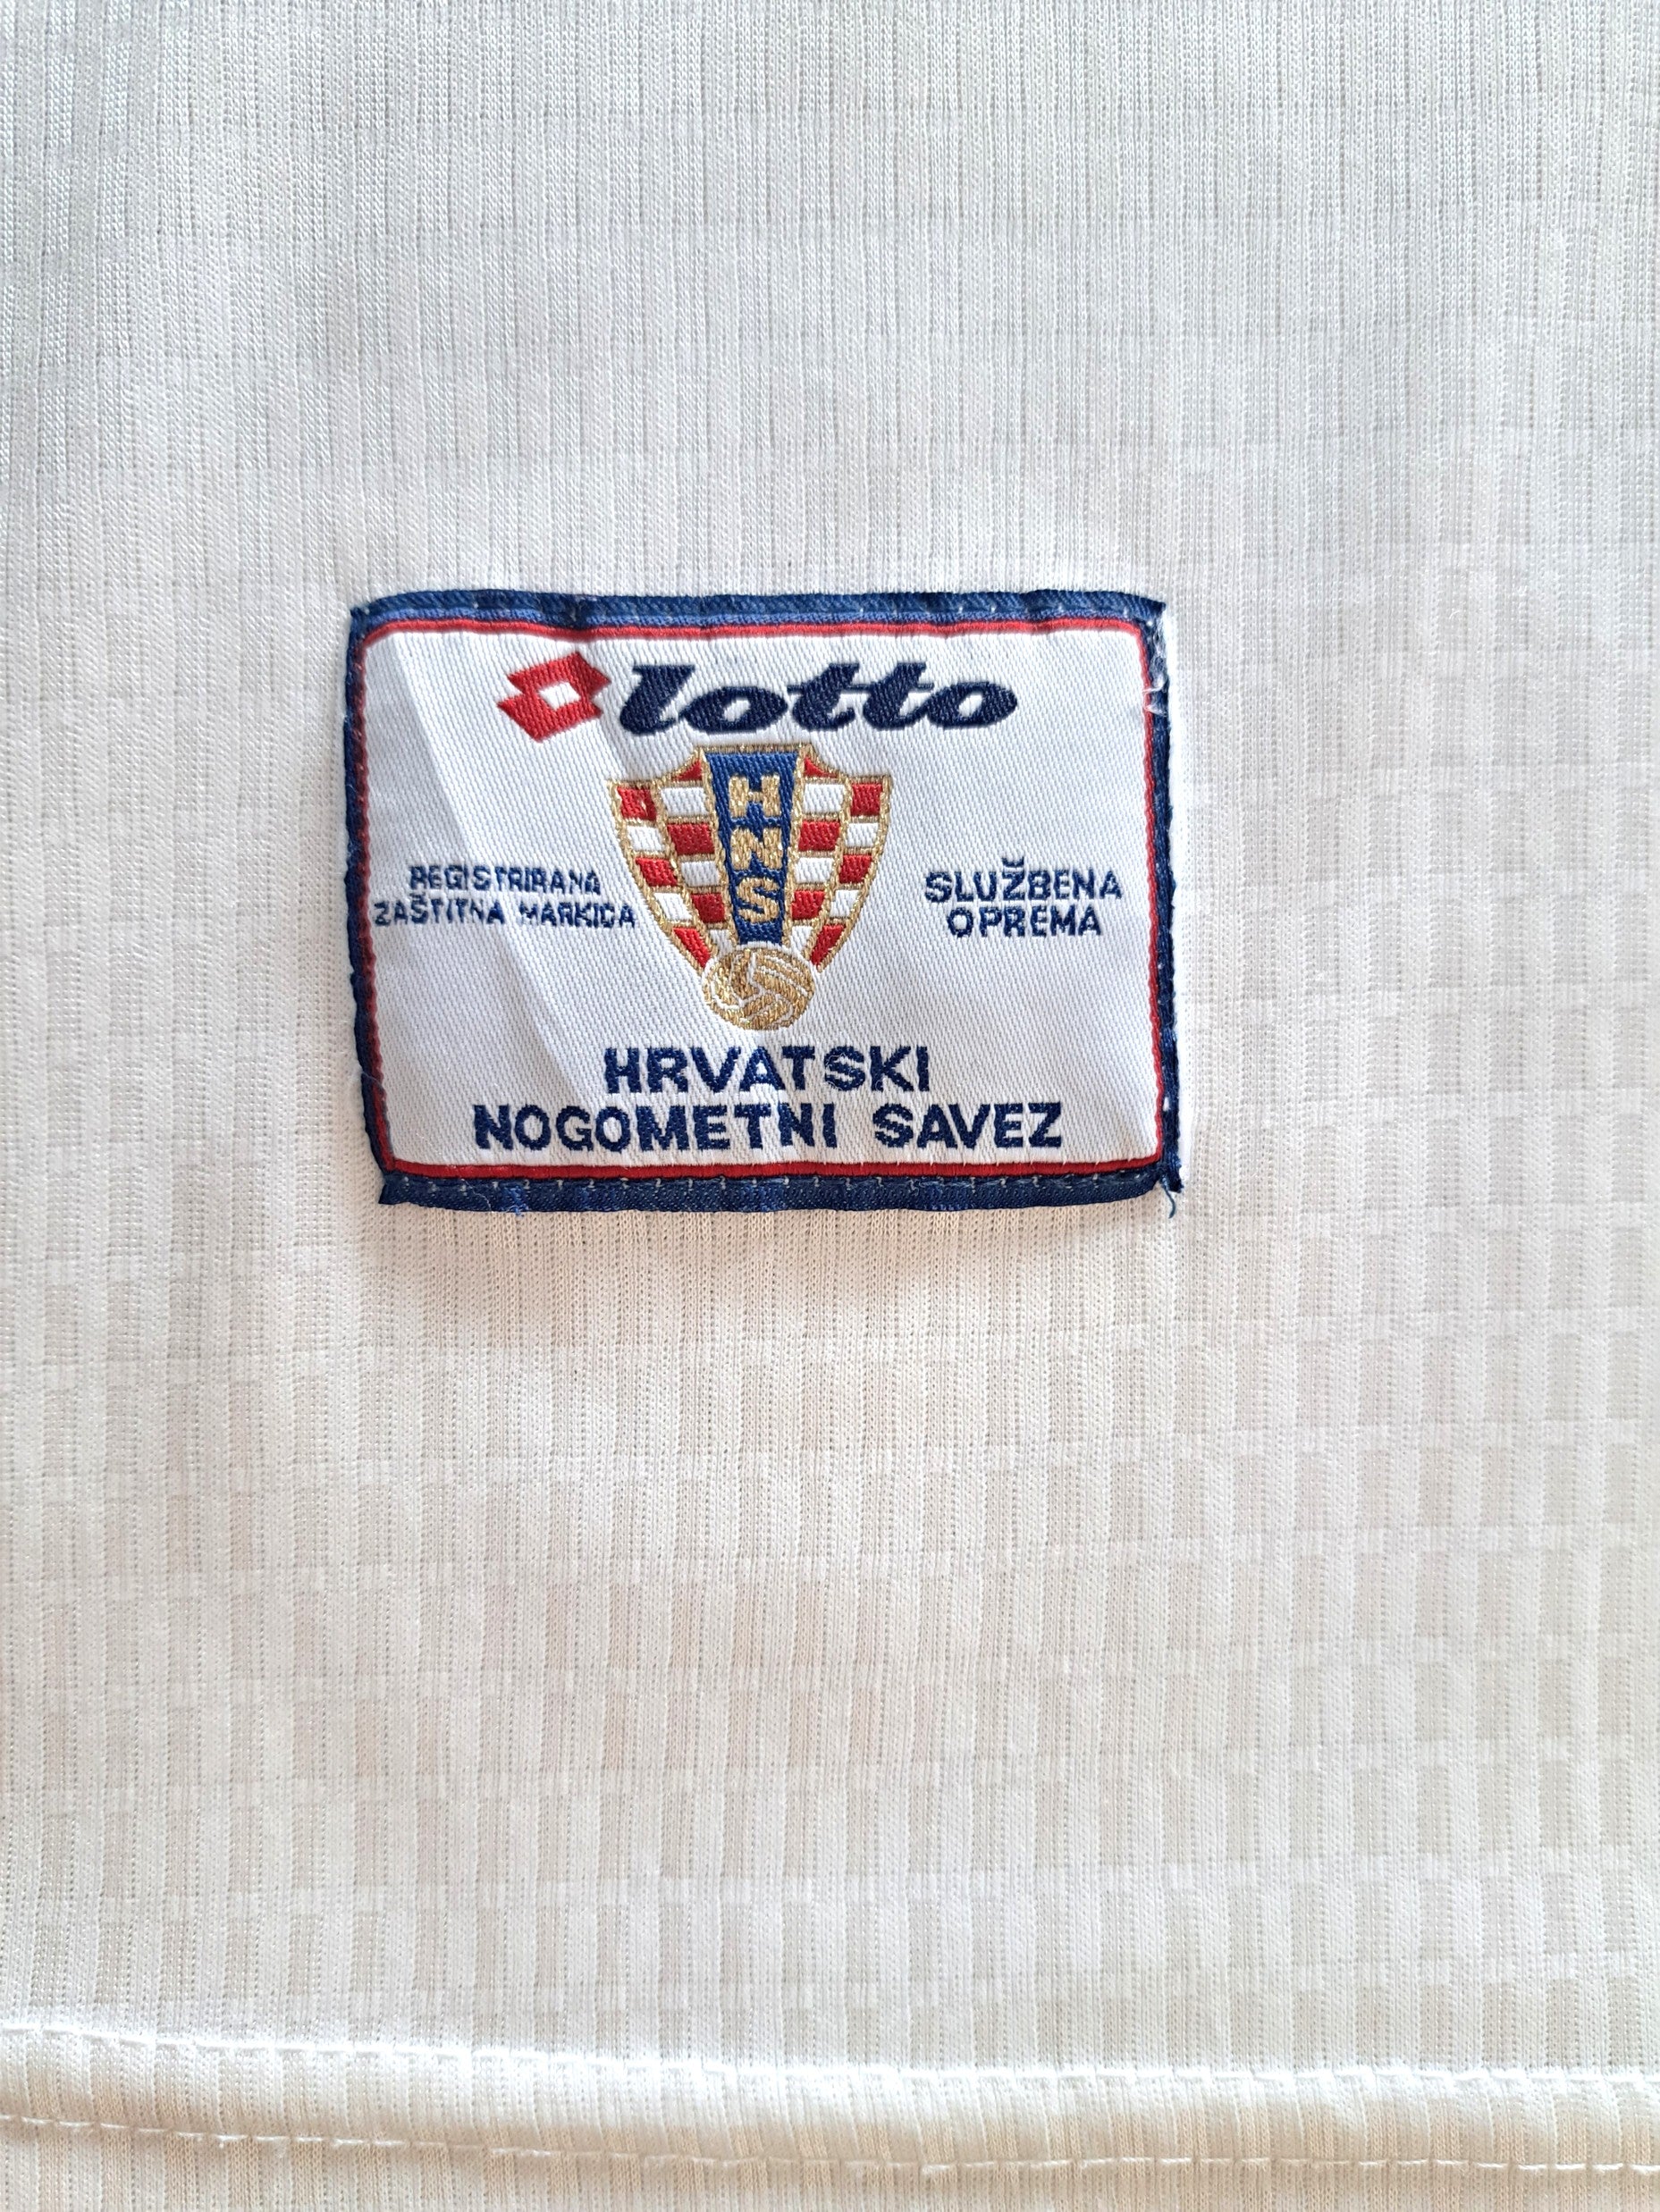 lotto
HNS
REGISTRIRANA
ZAŠTITNA MARKICA
SLUŽBENA
OPREMA
HRVATSKI
NOGOMETNI SAVEZ